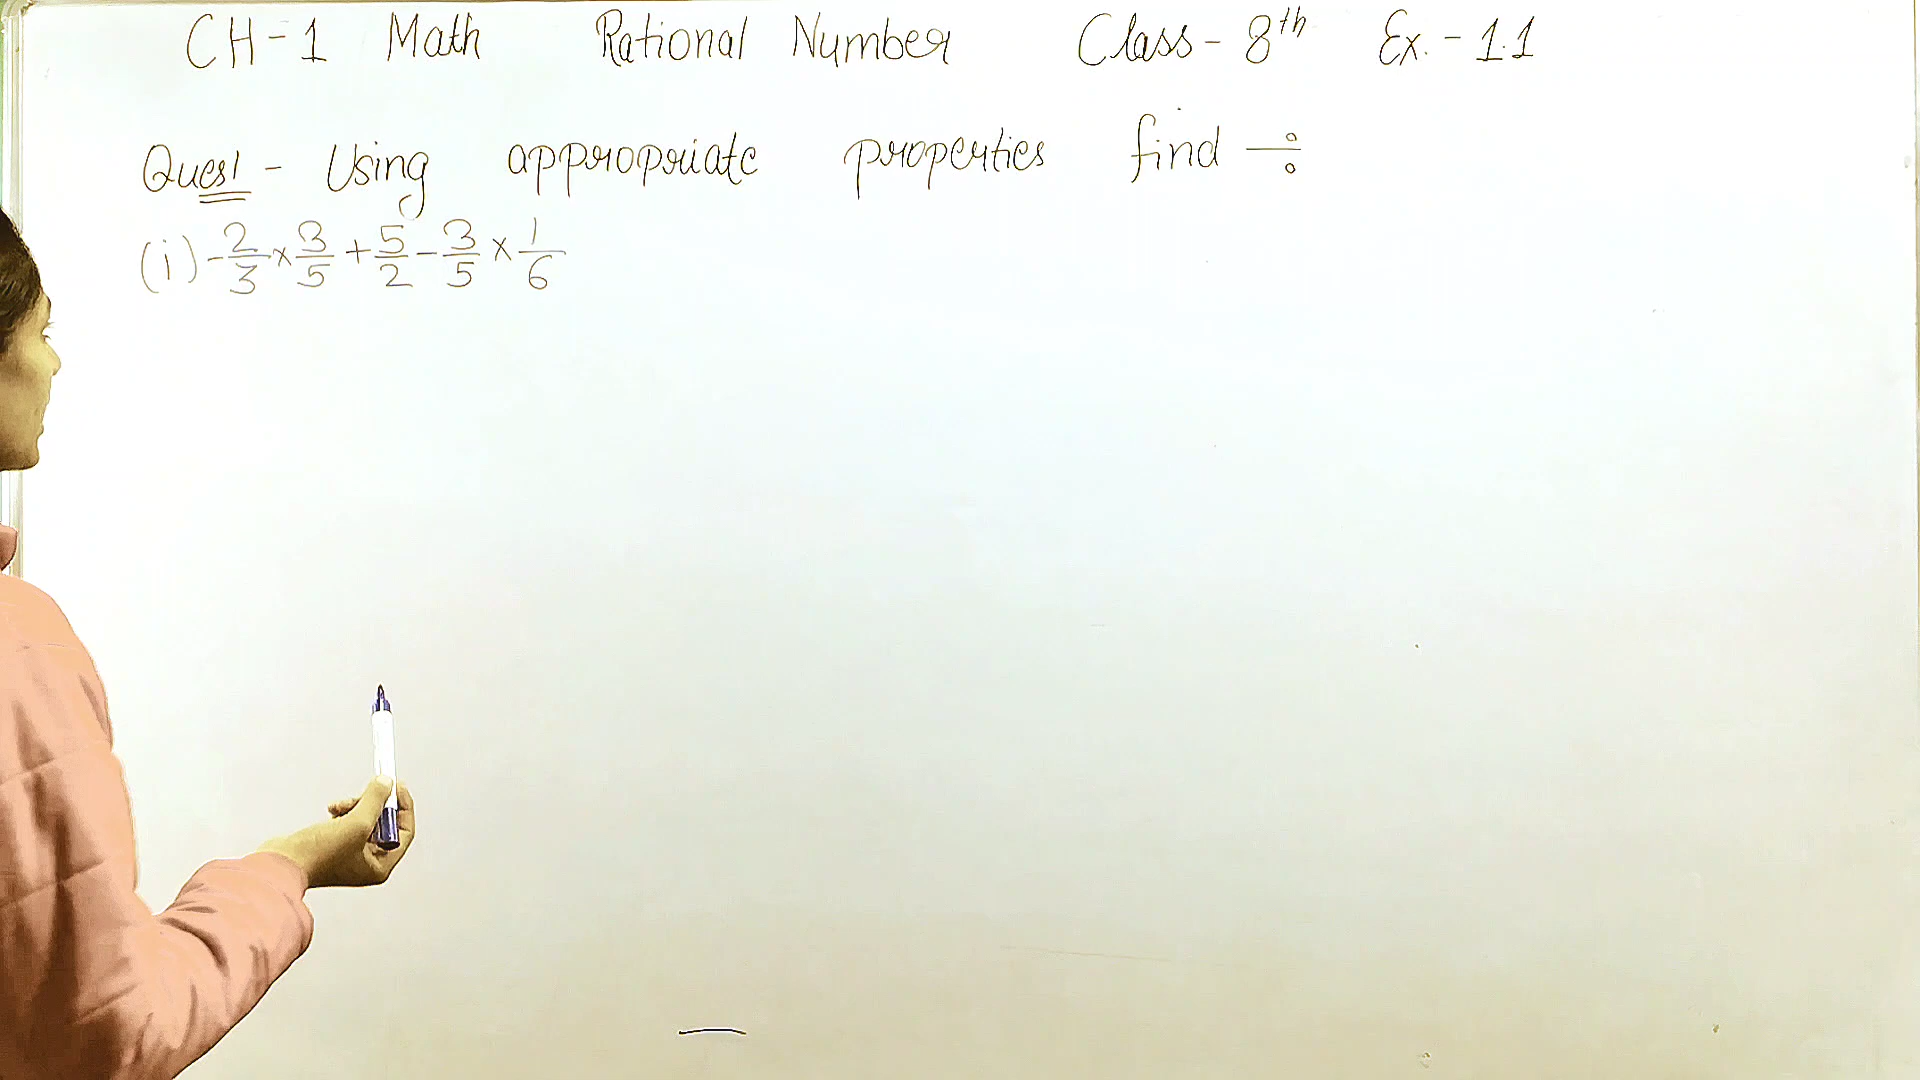 CH-1 Math Rational Number Class - 8th Ex. - 1.1
Ques1 - Using appropriate properties find ÷
(i) -2/3 × 3/5 + 5/2 - 3/5 × 1/6